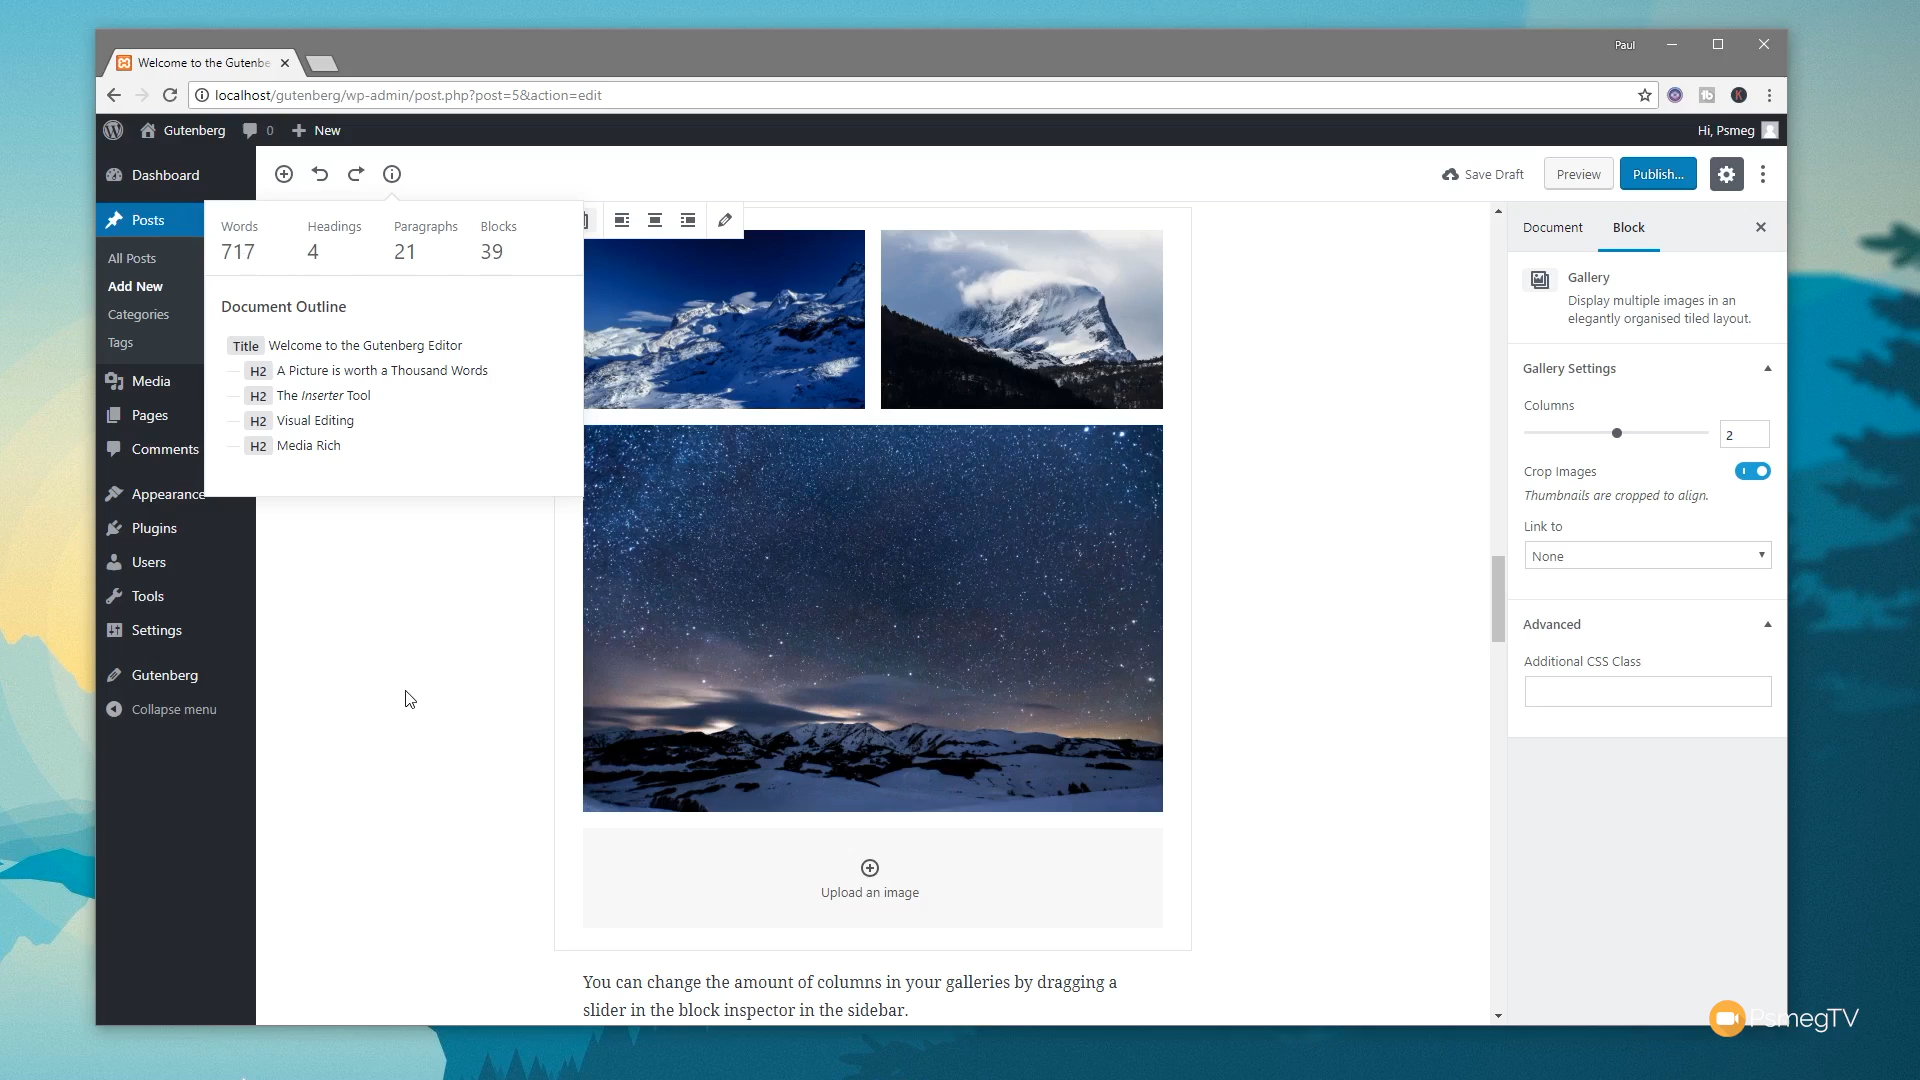 Paul
Welcome to the Gutenbe
localhost/gutenberg/wp-admin/post.php?post=5&action=edit
Gutenberg 0 New
Hi, Psmeg
Dashboard
Posts
All Posts
Add New
Categories
Tags
Media
Pages
Comments
Appearance
Plugins
Users
Tools
Settings
Gutenberg
Collapse menu
Save Draft Preview Publish...
Words Headings Paragraphs Blocks
717 4 21 39
Document Outline
Title Welcome to the Gutenberg Editor
H2 A Picture is worth a Thousand Words
H2 The Inserter Tool
H2 Visual Editing
H2 Media Rich
Upload an image
You can change the amount of columns in your galleries by dragging a
slider in the block inspector in the sidebar.
Document Block
Gallery
Display multiple images in an
elegantly organised tiled layout.
Gallery Settings
Columns
2
Crop Images
Thumbnails are cropped to align.
Link to
None
Advanced
Additional CSS Class
PsmegTV